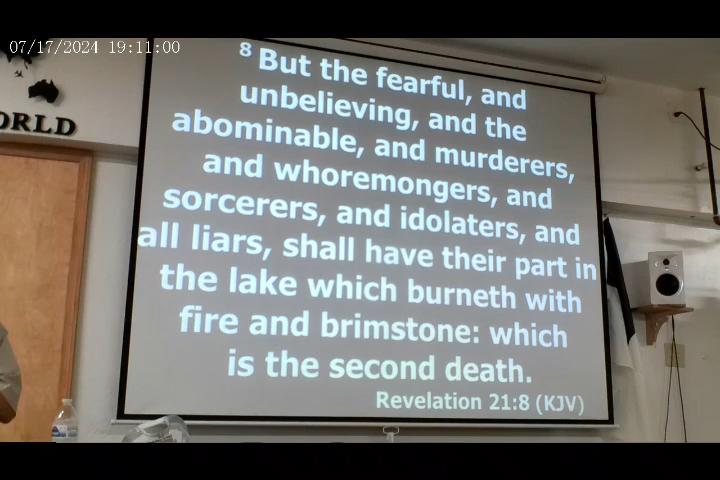 07/17/2024 19:11:00
ORLD
8 But the fearful, and
unbelieving, and the
abominable, and murderers,
and whoremongers, and
sorcerers, and idolaters, and
all liars, shall have their part in
the lake which burneth with
fire and brimstone: which
is the second death.
Revelation 21:8 (KJV)